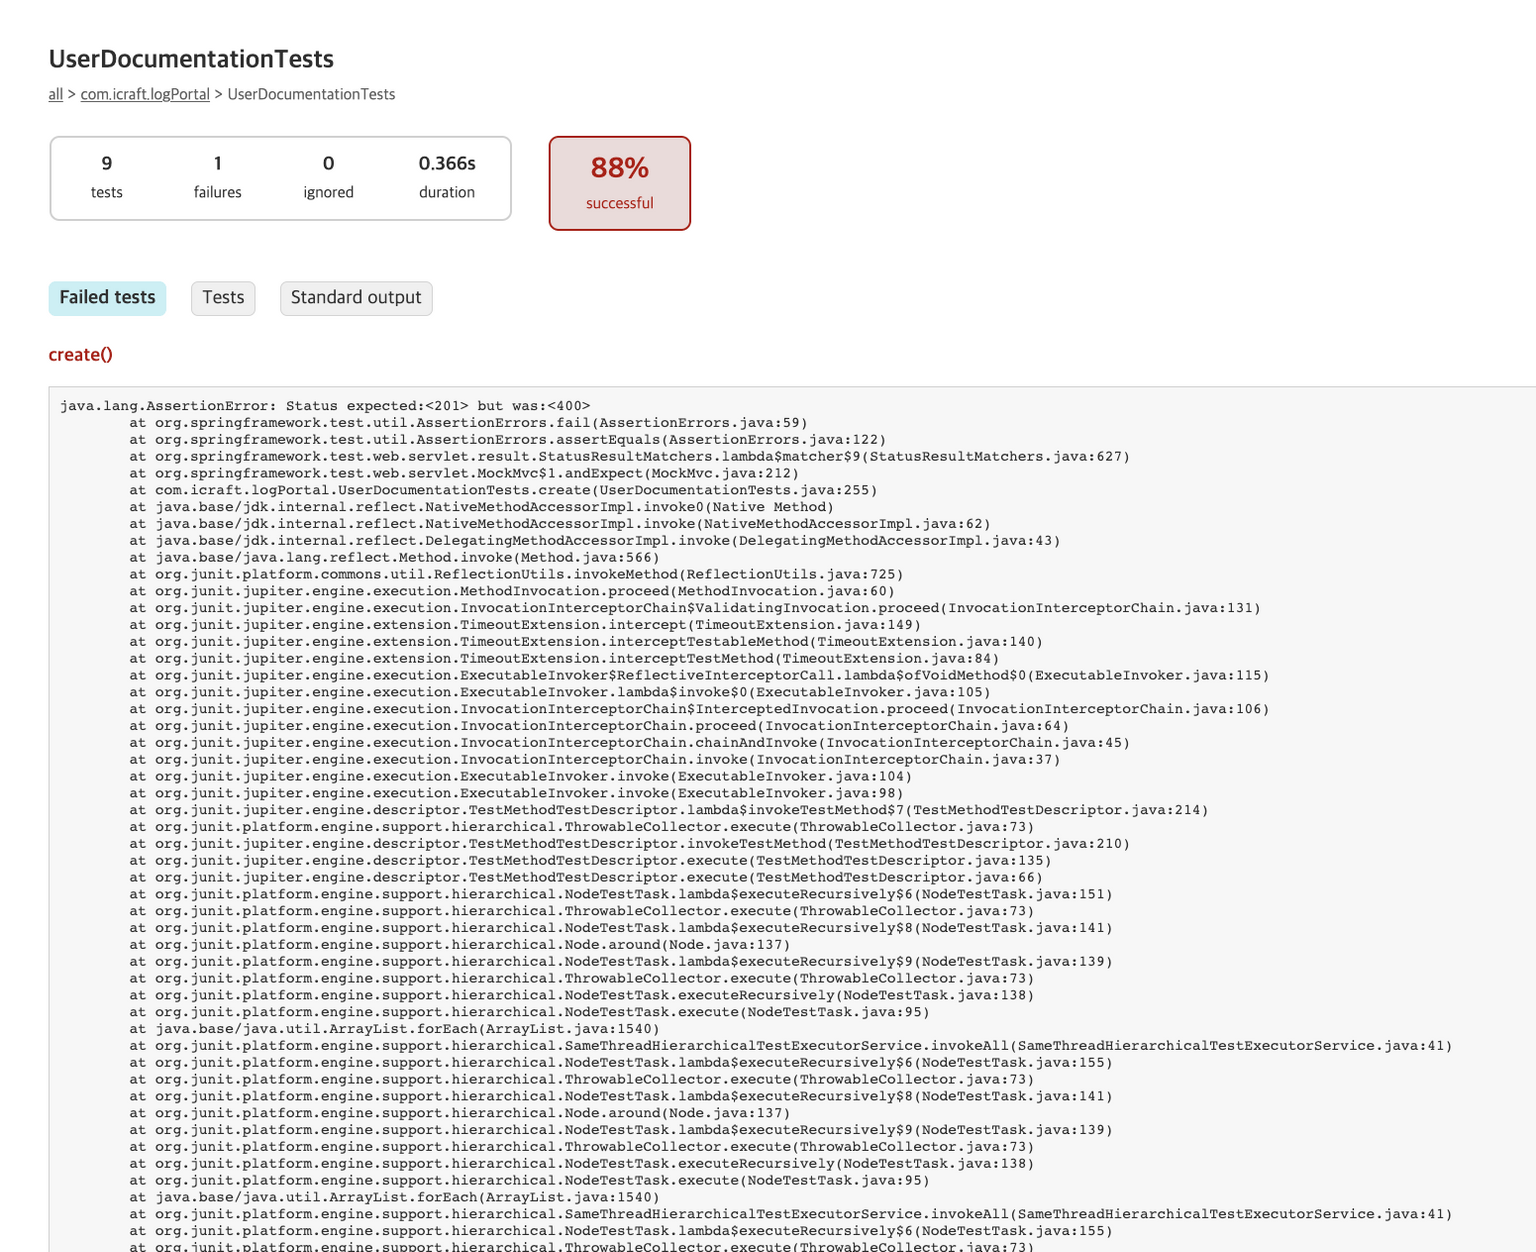 UserDocumentationTests
all > com.icraft.logPortal > UserDocumentationTests
9 1 0 0.366s
tests failures ignored duration
88%
successful
Failed tests Tests Standard output
create()
java.lang.AssertionError: Status expected:<201> but was:<400>
at org.springframework.test.util.AssertionErrors.fail(AssertionErrors.java:59)
at org.springframework.test.util.AssertionErrors.assertEquals(AssertionErrors.java:122)
at org.springframework.test.web.servlet.result.StatusResultMatchers.lambda$matcher$9(StatusResultMatchers.java:627)
at org.springframework.test.web.servlet.MockMvc$1.andExpect(MockMvc.java:212)
at com.icraft.logPortal.UserDocumentationTests.create(UserDocumentationTests.java:255)
at java.base/jdk.internal.reflect.NativeMethodAccessorImpl.invoke0(Native Method)
at java.base/jdk.internal.reflect.NativeMethodAccessorImpl.invoke(NativeMethodAccessorImpl.java:62)
at java.base/jdk.internal.reflect.DelegatingMethodAccessorImpl.invoke(DelegatingMethodAccessorImpl.java:43)
at java.base/java.lang.reflect.Method.invoke(Method.java:566)
at org.junit.platform.commons.util.ReflectionUtils.invokeMethod(ReflectionUtils.java:725)
at org.junit.jupiter.engine.execution.MethodInvocation.proceed(MethodInvocation.java:60)
at org.junit.jupiter.engine.execution.InvocationInterceptorChain$ValidatingInvocation.proceed(InvocationInterceptorChain.java:131)
at org.junit.jupiter.engine.extension.TimeoutExtension.intercept(TimeoutExtension.java:149)
at org.junit.jupiter.engine.extension.TimeoutExtension.interceptTestableMethod(TimeoutExtension.java:140)
at org.junit.jupiter.engine.extension.TimeoutExtension.interceptTestMethod(TimeoutExtension.java:84)
at org.junit.jupiter.engine.execution.ExecutableInvoker$ReflectiveInterceptorCall.lambda$ofVoidMethod$0(ExecutableInvoker.java:115)
at org.junit.jupiter.engine.execution.ExecutableInvoker.lambda$invoke$0(ExecutableInvoker.java:105)
at org.junit.jupiter.engine.execution.InvocationInterceptorChain$InterceptedInvocation.proceed(InvocationInterceptorChain.java:106)
at org.junit.jupiter.engine.execution.InvocationInterceptorChain.proceed(InvocationInterceptorChain.java:64)
at org.junit.jupiter.engine.execution.InvocationInterceptorChain.chainAndInvoke(InvocationInterceptorChain.java:45)
at org.junit.jupiter.engine.execution.InvocationInterceptorChain.invoke(InvocationInterceptorChain.java:37)
at org.junit.jupiter.engine.execution.ExecutableInvoker.invoke(ExecutableInvoker.java:104)
at org.junit.jupiter.engine.execution.ExecutableInvoker.invoke(ExecutableInvoker.java:98)
at org.junit.jupiter.engine.descriptor.TestMethodTestDescriptor.lambda$invokeTestMethod$7(TestMethodTestDescriptor.java:214)
at org.junit.platform.engine.support.hierarchical.ThrowableCollector.execute(ThrowableCollector.java:73)
at org.junit.jupiter.engine.descriptor.TestMethodTestDescriptor.invokeTestMethod(TestMethodTestDescriptor.java:210)
at org.junit.jupiter.engine.descriptor.TestMethodTestDescriptor.execute(TestMethodTestDescriptor.java:135)
at org.junit.jupiter.engine.descriptor.TestMethodTestDescriptor.execute(TestMethodTestDescriptor.java:66)
at org.junit.platform.engine.support.hierarchical.NodeTestTask.lambda$executeRecursively$6(NodeTestTask.java:151)
at org.junit.platform.engine.support.hierarchical.ThrowableCollector.execute(ThrowableCollector.java:73)
at org.junit.platform.engine.support.hierarchical.NodeTestTask.lambda$executeRecursively$8(NodeTestTask.java:141)
at org.junit.platform.engine.support.hierarchical.Node.around(Node.java:137)
at org.junit.platform.engine.support.hierarchical.NodeTestTask.lambda$executeRecursively$9(NodeTestTask.java:139)
at org.junit.platform.engine.support.hierarchical.ThrowableCollector.execute(ThrowableCollector.java:73)
at org.junit.platform.engine.support.hierarchical.NodeTestTask.executeRecursively(NodeTestTask.java:138)
at org.junit.platform.engine.support.hierarchical.NodeTestTask.execute(NodeTestTask.java:95)
at java.base/java.util.ArrayList.forEach(ArrayList.java:1540)
at org.junit.platform.engine.support.hierarchical.SameThreadHierarchicalTestExecutorService.invokeAll(SameThreadHierarchicalTestExecutorService.java:41)
at org.junit.platform.engine.support.hierarchical.NodeTestTask.lambda$executeRecursively$6(NodeTestTask.java:155)
at org.junit.platform.engine.support.hierarchical.ThrowableCollector.execute(ThrowableCollector.java:73)
at org.junit.platform.engine.support.hierarchical.NodeTestTask.lambda$executeRecursively$8(NodeTestTask.java:141)
at org.junit.platform.engine.support.hierarchical.Node.around(Node.java:137)
at org.junit.platform.engine.support.hierarchical.NodeTestTask.lambda$executeRecursively$9(NodeTestTask.java:139)
at org.junit.platform.engine.support.hierarchical.ThrowableCollector.execute(ThrowableCollector.java:73)
at org.junit.platform.engine.support.hierarchical.NodeTestTask.executeRecursively(NodeTestTask.java:138)
at org.junit.platform.engine.support.hierarchical.NodeTestTask.execute(NodeTestTask.java:95)
at java.base/java.util.ArrayList.forEach(ArrayList.java:1540)
at org.junit.platform.engine.support.hierarchical.SameThreadHierarchicalTestExecutorService.invokeAll(SameThreadHierarchicalTestExecutorService.java:41)
at org.junit.platform.engine.support.hierarchical.NodeTestTask.lambda$executeRecursively$6(NodeTestTask.java:155)
at org.junit.platform.engine.support.hierarchical.ThrowableCollector.execute(ThrowableCollector.java:73)